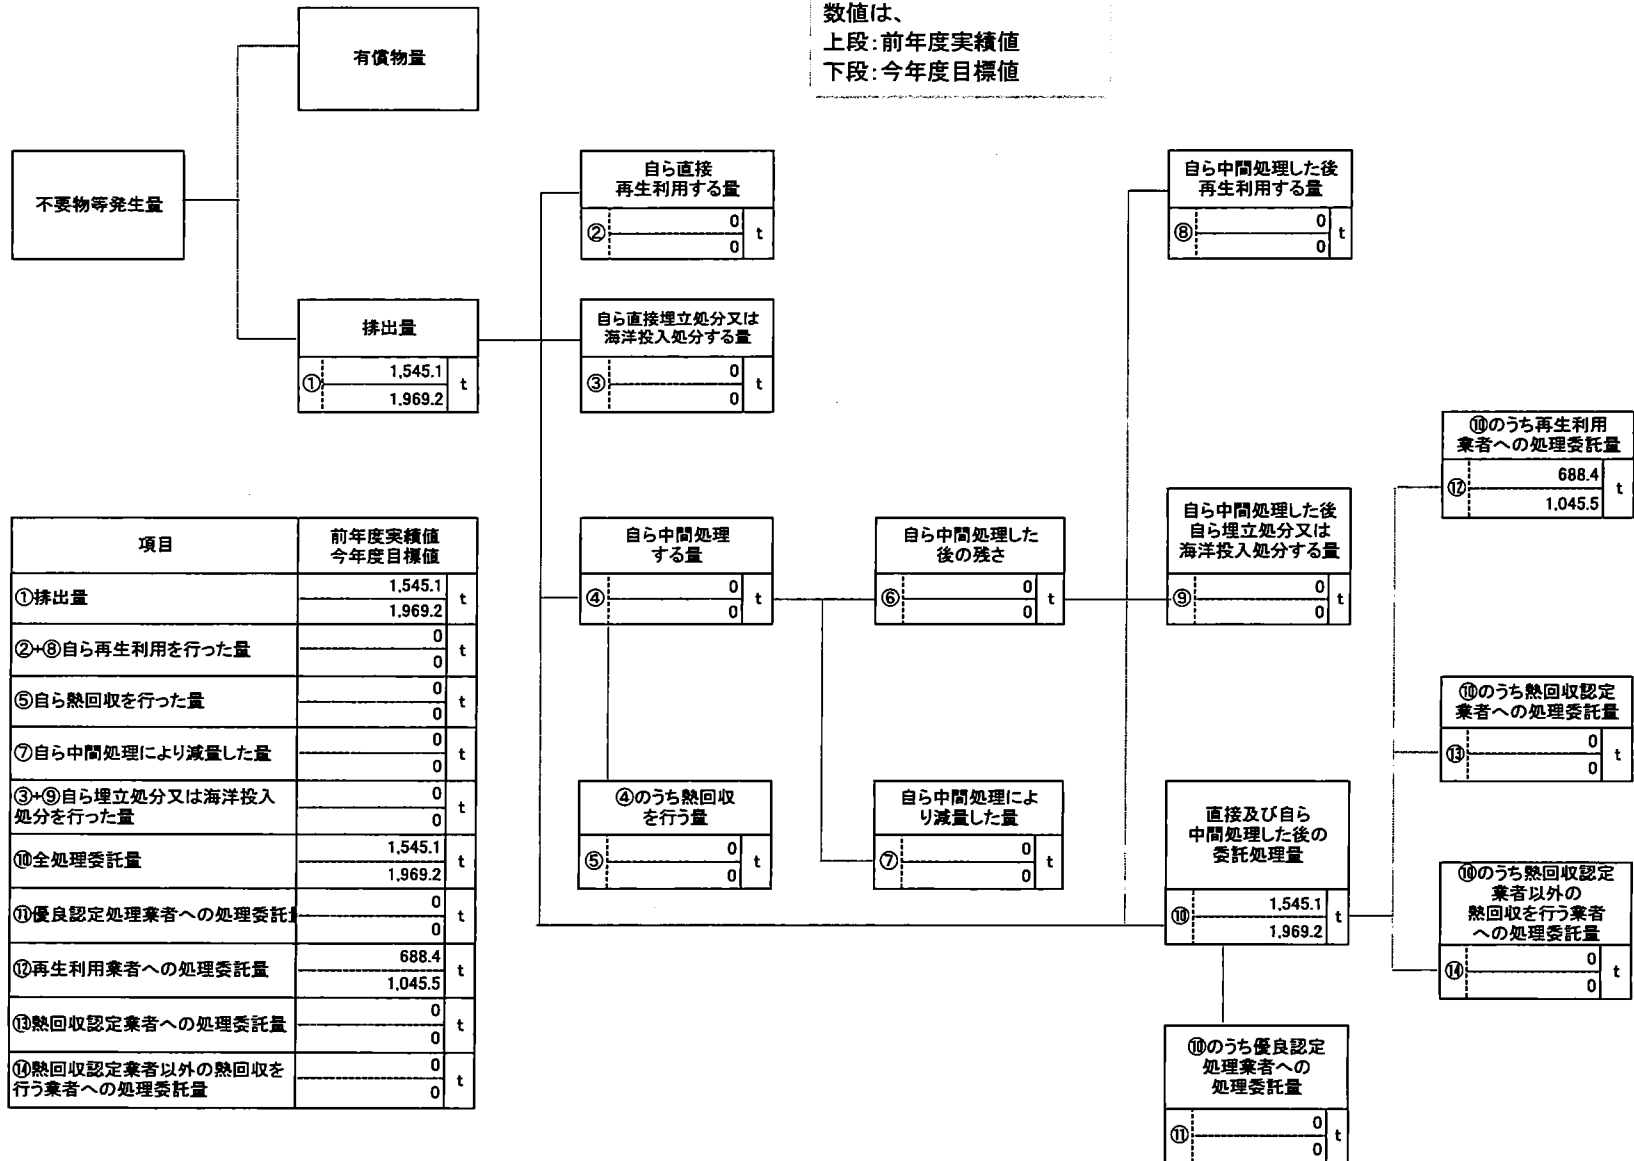 数値は、
上段：前年度実績値
下段：今年度目標値
有償物量
不要物等発生量
排出量
① 1,545.1 t
1,969.2
自ら直接
再生利用する量
② 0 t
0
自ら直接埋立処分又は
海洋投入処分する量
③ 0 t
0
自ら中間処理した後
再生利用する量
⑧ 0 t
0
自ら中間処理
する量
④ 0 t
0
自ら中間処理した
後の残さ
⑥ 0 t
0
自ら中間処理した後
自ら埋立処分又は
海洋投入処分する量
⑨ 0 t
0
⑩のうち再生利用
業者への処理委託量
⑫ 688.4 t
1,045.5
⑩のうち熱回収認定
業者への処理委託量
⑬ 0 t
0
④のうち熱回収
を行う量
⑤ 0 t
0
自ら中間処理によ
り減量した量
⑦ 0 t
0
直接及び自ら
中間処理した後の
委託処理量
⑩ 1,545.1 t
1,969.2
⑩のうち熱回収認定
業者以外の
熱回収を行う業者
への処理委託量
⑭ 0 t
0
⑩のうち優良認定
処理業者への
処理委託量
⑪ 0 t
0
項目 前年度実績値
今年度目標値
①排出量 1,545.1 t
1,969.2
②+⑧自ら再生利用を行った量 0 t
0
⑤自ら熱回収を行った量 0 t
0
⑦自ら中間処理により減量した量 0 t
0
③+⑨自ら埋立処分又は海洋投入
処分を行った量 0 t
0
⑩全処理委託量 1,545.1 t
1,969.2
⑪優良認定処理業者への処理委託 0 t
0
⑫再生利用業者への処理委託量 688.4 t
1,045.5
⑬熱回収認定業者への処理委託量 0 t
0
⑭熱回収認定業者以外の熱回収を
行う業者への処理委託量 0 t
0